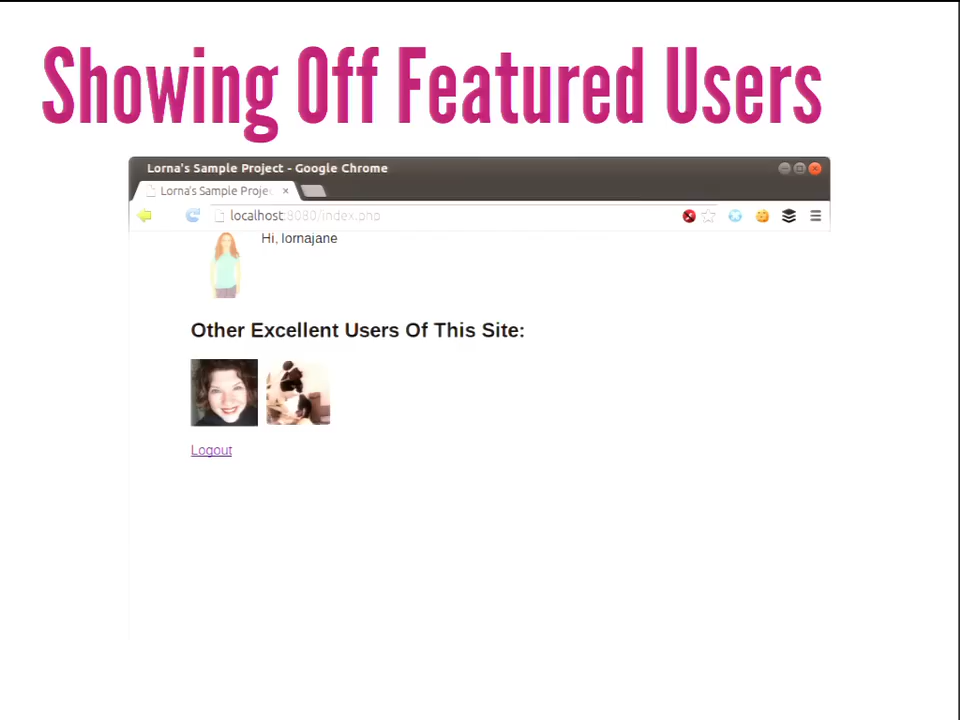 Showing Off Featured Users
Lorna's Sample Project - Google Chrome
Lorna's Sample Projec
localhost:8080/index.php
Hi, lornajane
Other Excellent Users Of This Site:
Logout